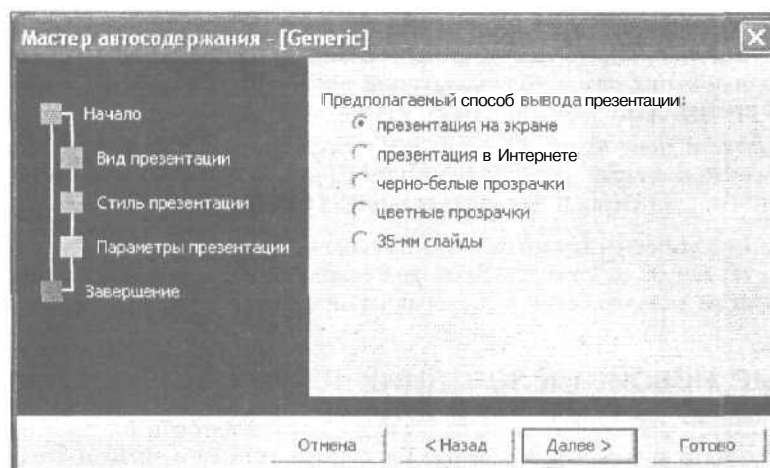 Мастер автосодержания - [Generic]
Начало
Вид презентации
Стиль презентации
Параметры презентации
Завершение
Предполагаемый способ вывода презентации:
презентация на экране
презентация в Интернете
черно-белые прозрачки
цветные прозрачки
35-мм слайды
Отмена
< Назад
Далее >
Готово